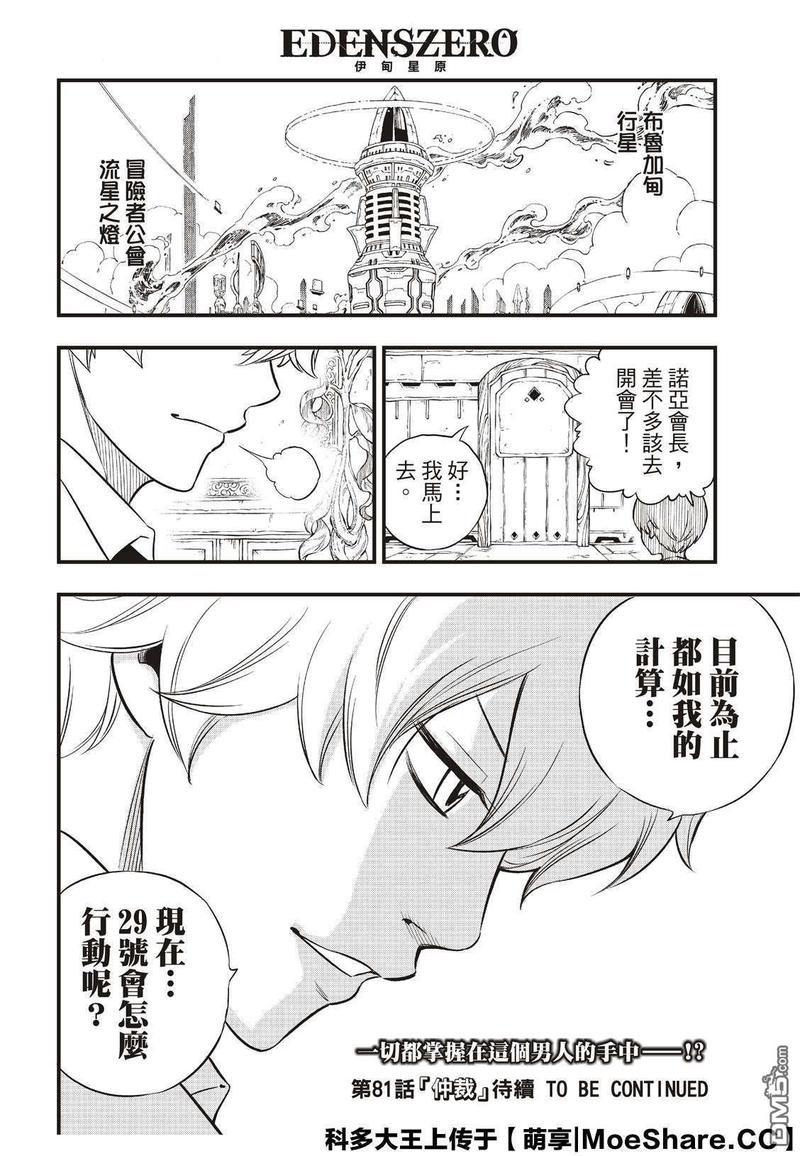 EDENSZERO
伊甸星原
布魯加甸
行星
冒險者公會
流星之燈
諾亞會長，
差不多該去
開會了！
好…
我馬上
去。
目前為止
都如我的
計算…
現在…
29號會怎麼
行動呢？
一切都掌握在這個男人的手中——！？
第81話『仲裁』待續 TO BE CONTINUED
科多大王上传于【萌享|MoeShare.CC】
DM5.com